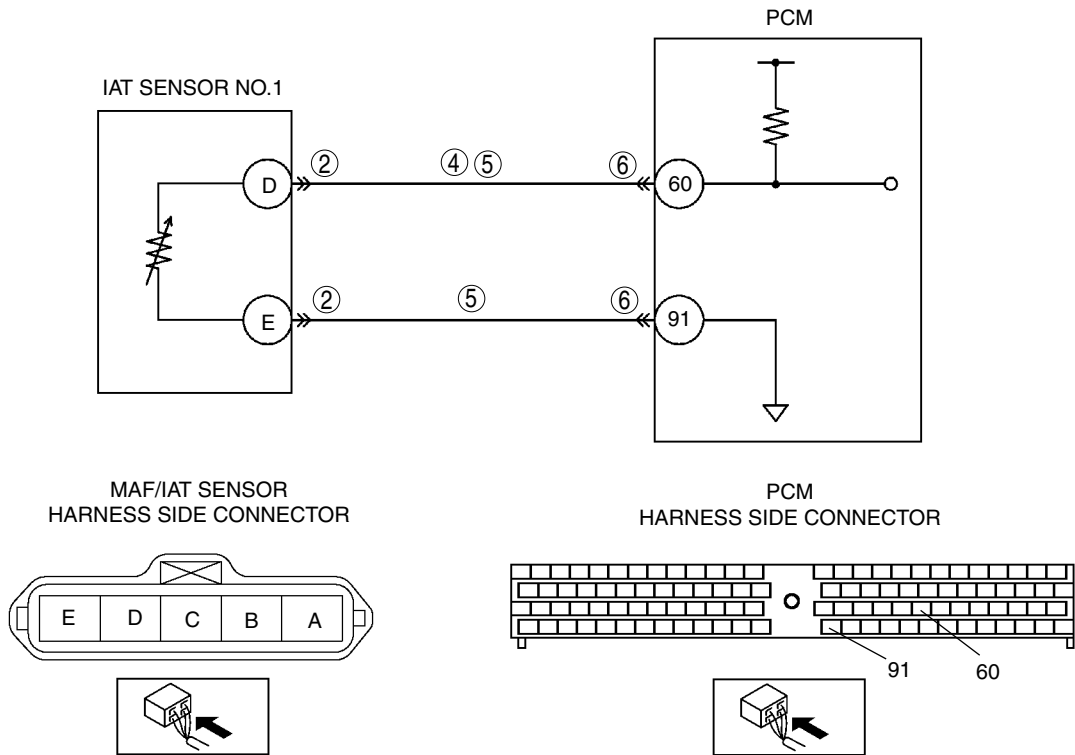 PCM
IAT SENSOR NO.1
D
2
4 5
6
60
E
2
5
6
91
MAF/IAT SENSOR
HARNESS SIDE CONNECTOR
PCM
HARNESS SIDE CONNECTOR
E D C B A
91
60